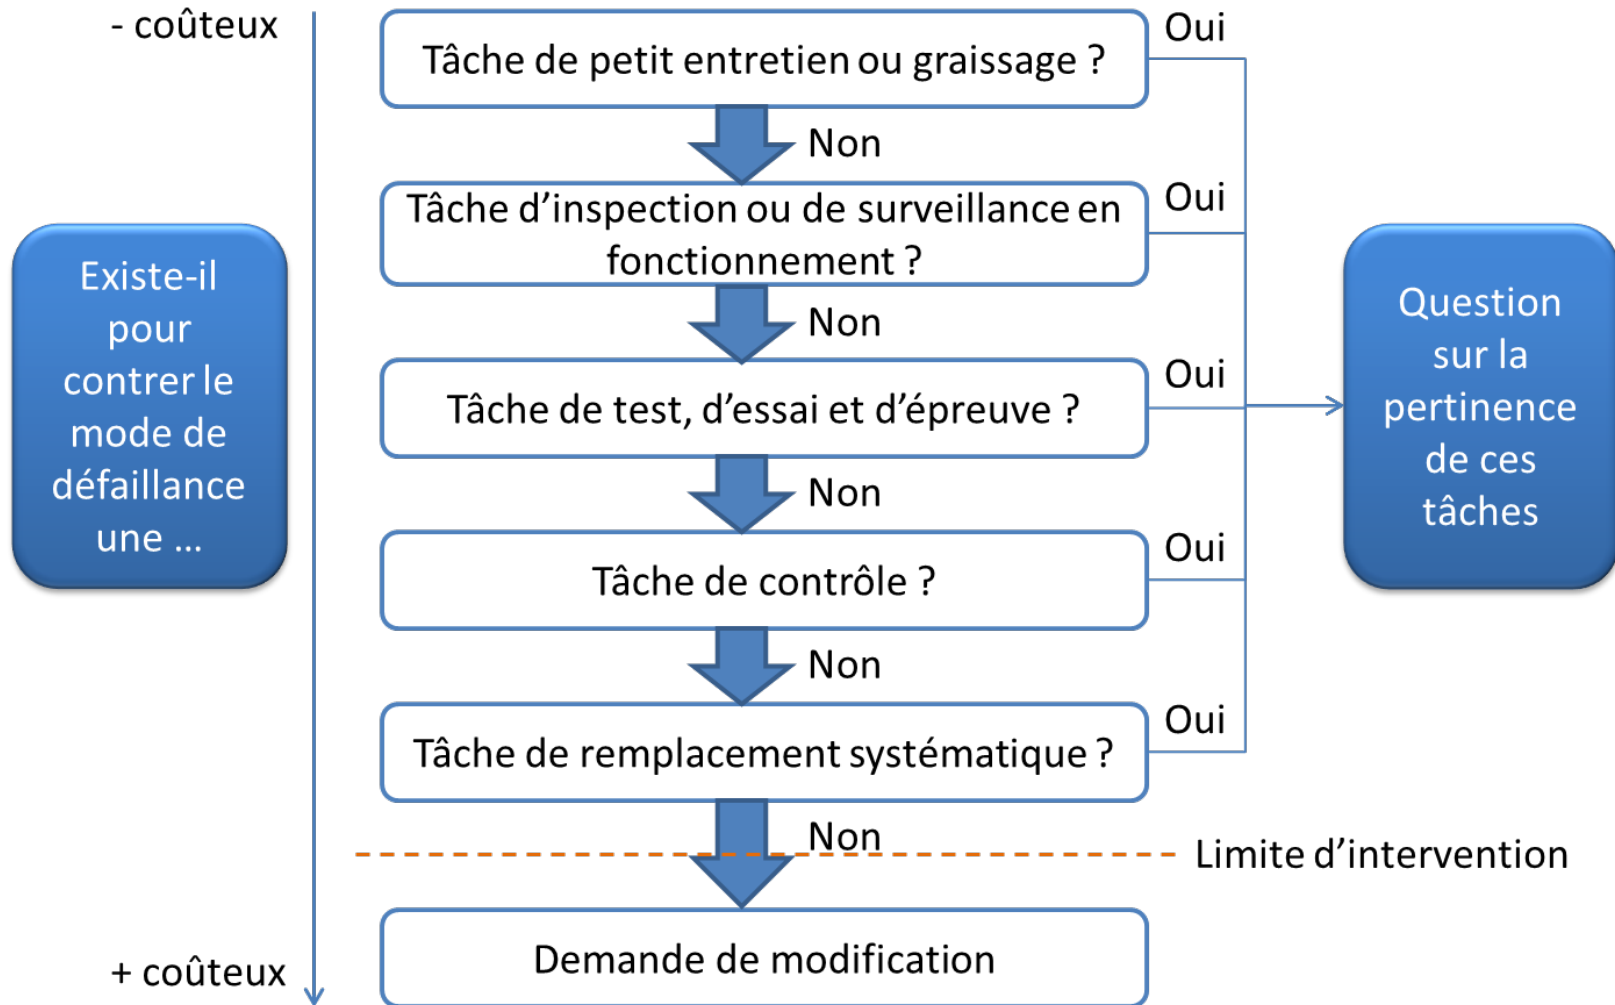 - coûteux
Tâche de petit entretien ou graissage ?
Oui
Non
Tâche d’inspection ou de surveillance en
fonctionnement ?
Oui
Existe-il
pour
contrer le
mode de
défaillance
une ...
Non
Tâche de test, d’essai et d’épreuve ?
Oui
Question
sur la
pertinence
de ces
tâches
Non
Tâche de contrôle ?
Oui
Non
Tâche de remplacement systématique ?
Oui
Non
Limite d’intervention
Demande de modification
+ coûteux